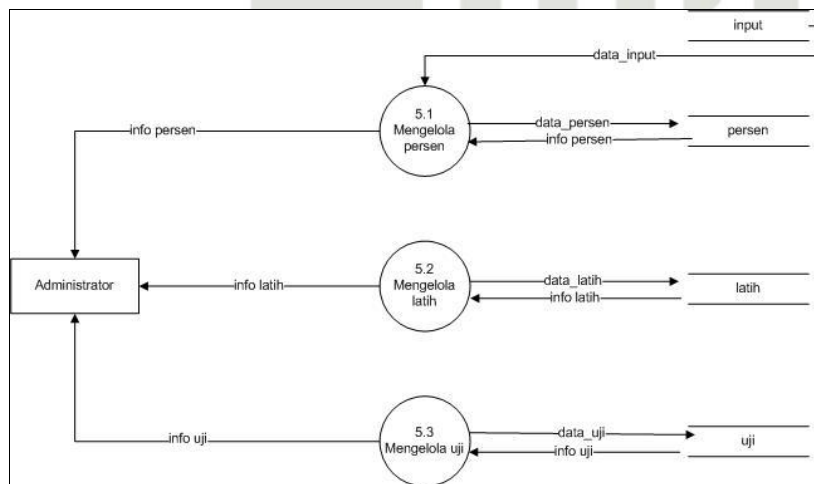 input
data_input
5.1
Mengelola
persen
data_persen
info persen
info persen
persen
Administrator
info latih
5.2
Mengelola
latih
data_latih
info latih
latih
info uji
5.3
Mengelola uji
data_uji
info uji
uji